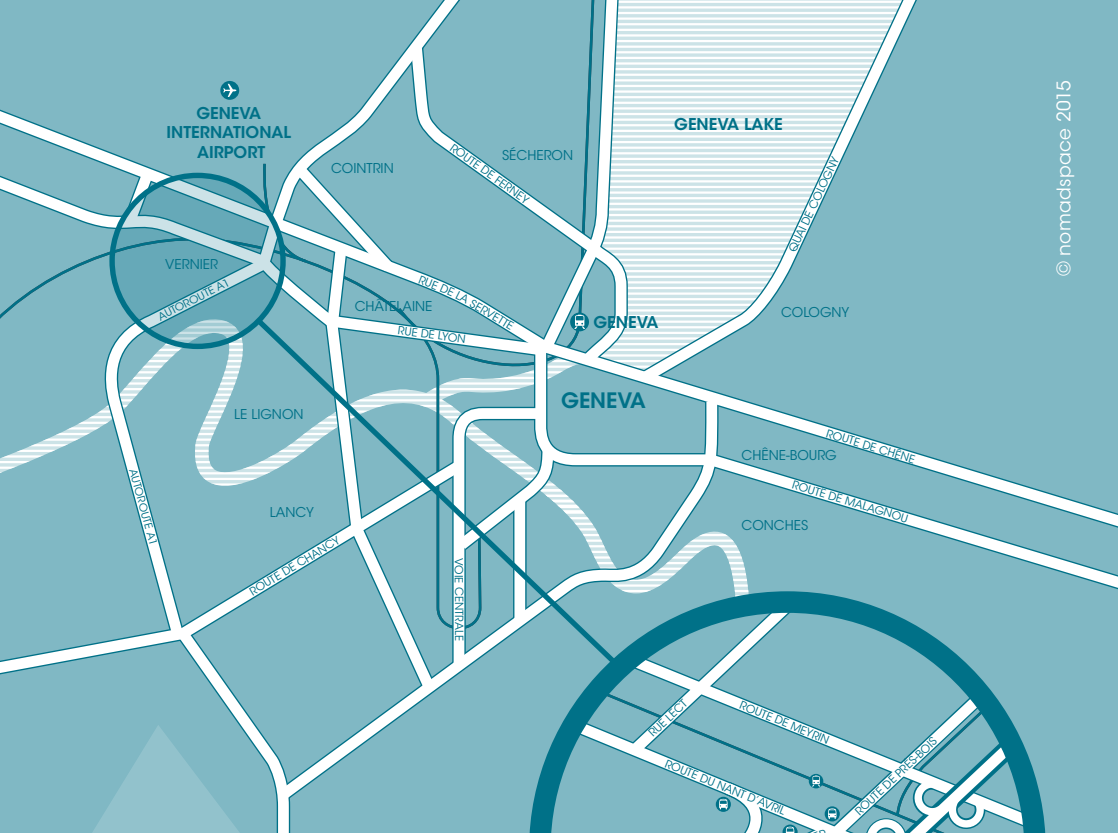 GENEVA
INTERNATIONAL
AIRPORT
COINTRIN
SÉCHERON
GENEVA LAKE
© nomadspace 2015
ROUTE DE FERNEY
QUAI DE COLOGNY
VERNIER
AUTOROUTE A1
CHÂTELAINE
RUE DE LA SERVETTE
RUE DE LYON
GENEVA
COLOGNY
GENEVA
LE LIGNON
ROUTE DE CHÊNE
CHÊNE-BOURG
ROUTE DE MALAGNOU
AUTOROUTE A1
LANCY
CONCHES
ROUTE DE CHANCY
VOIE CENTRALE
RUE LECT
ROUTE DE MEYRIN
ROUTE DU NANT D'AVRIL
ROUTE DE PRÉS-BOIS